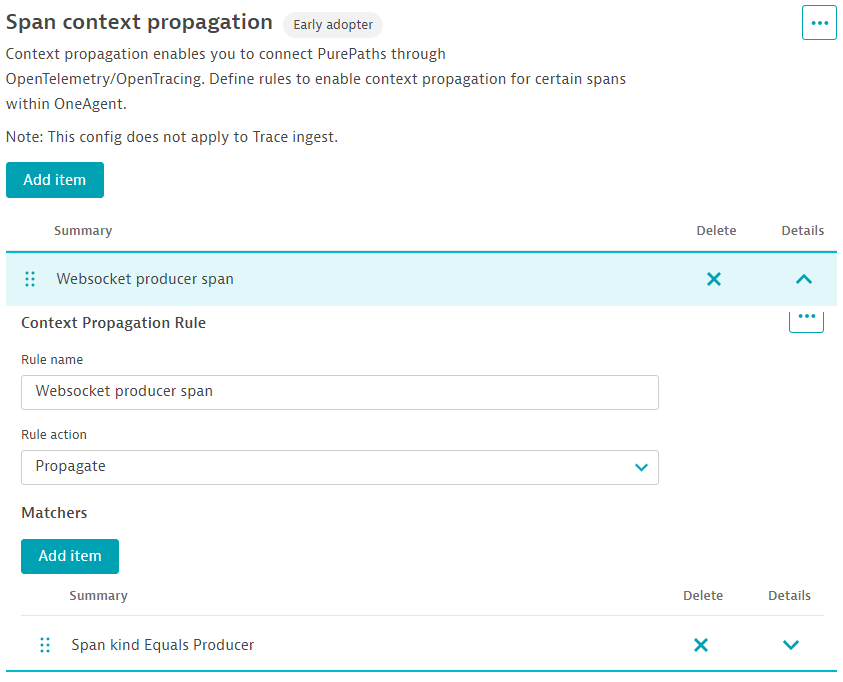 Span context propagation Early adopter
Context propagation enables you to connect PurePaths through
OpenTelemetry/OpenTracing. Define rules to enable context propagation for certain spans
within OneAgent.
Note: This config does not apply to Trace ingest.
Add item
Summary Delete Details
Websocket producer span
Context Propagation Rule
Rule name
Websocket producer span
Rule action
Propagate
Matchers
Add item
Summary Delete Details
Span kind Equals Producer